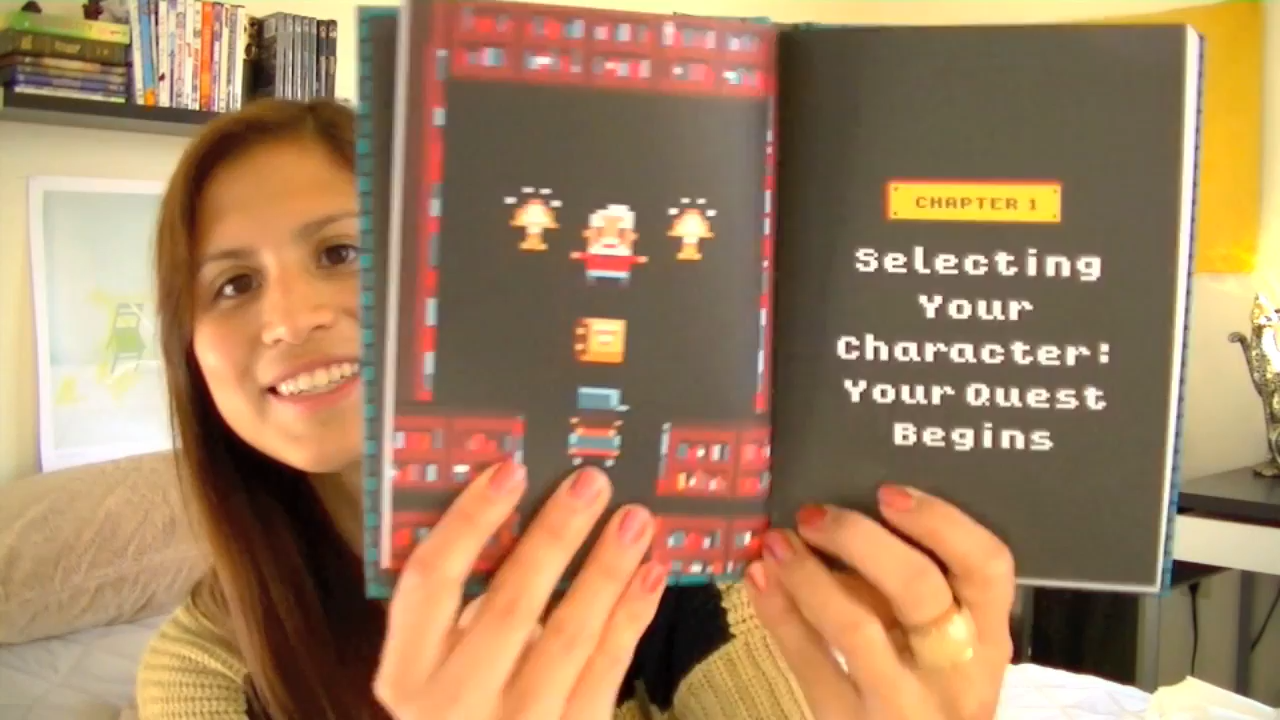 CHAPTER 1
Selecting
Your
Character:
Your Quest
Begins